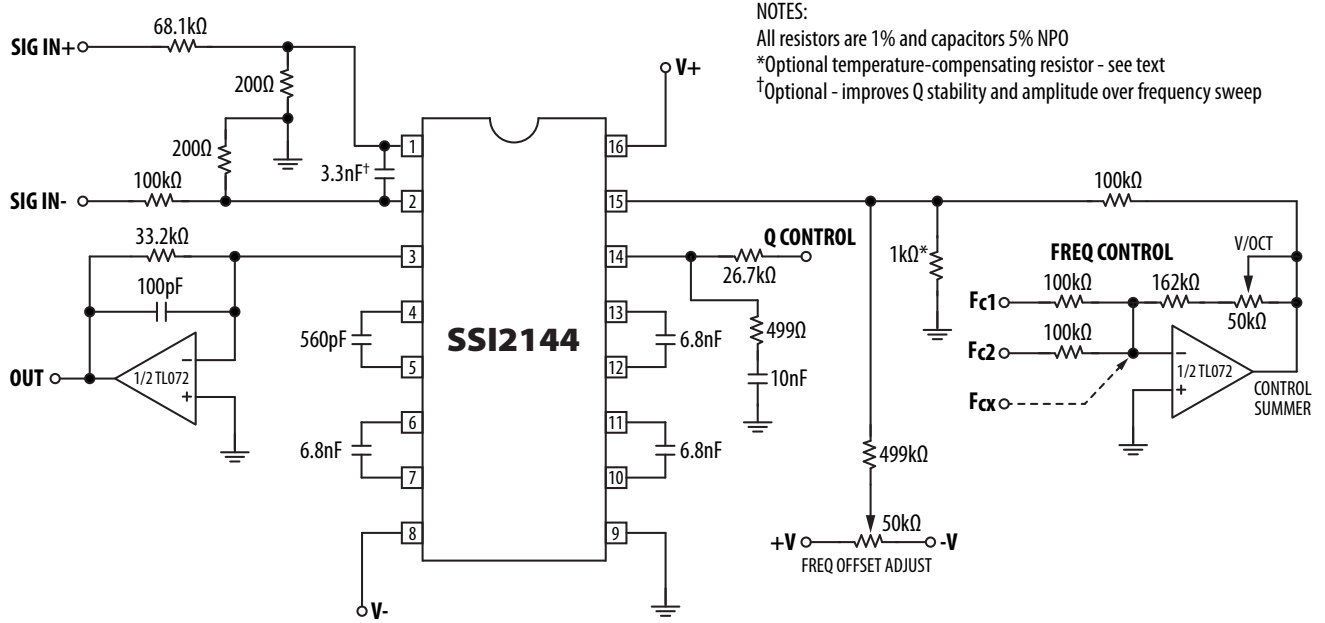 NOTES:
All resistors are 1% and capacitors 5% NPO
*Optional temperature-compensating resistor - see text
†Optional - improves Q stability and amplitude over frequency sweep
SIG IN+
68.1kΩ
200Ω
200Ω
3.3nF†
SIG IN-
100kΩ
33.2kΩ
100pF
OUT
1/2 TL072
−
+
560pF
6.8nF
V-
1
2
3
4
5
6
7
8
SSI2144
16
15
14
13
12
11
10
9
V+
Q CONTROL
26.7kΩ
499Ω
10nF
6.8nF
6.8nF
100kΩ
1kΩ*
FREQ CONTROL
V/OCT
Fc1
100kΩ
162kΩ
50kΩ
Fc2
100kΩ
Fcx
1/2 TL072
−
+
CONTROL
SUMMER
499kΩ
50kΩ
+V
-V
FREQ OFFSET ADJUST